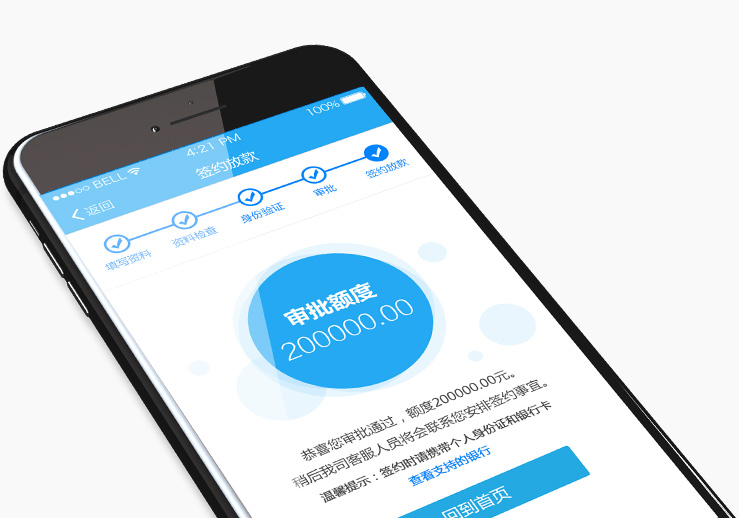 BELL 4:21 PM 100%
返回 签约放款
填写资料 资料检查 身份验证 审批 签约放款
审批额度
200000.00
恭喜您审批通过，额度200000.00元。
稍后我司客服人员将会联系您安排签约事宜。
温馨提示：签约时请携带个人身份证和银行卡
查看支持的银行
回到首页